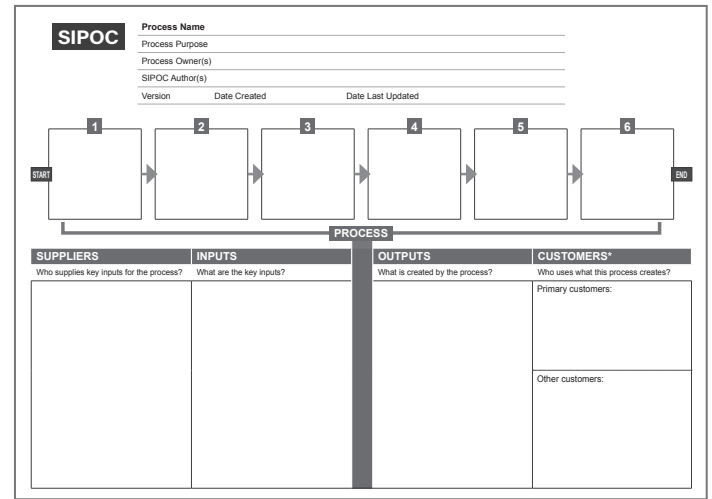 SIPOC
Process Name
Process Purpose
Process Owner(s)
SIPOC Author(s)
Version Date Created Date Last Updated
1 2 3 4 5 6
START END
PROCESS
SUPPLIERS INPUTS OUTPUTS CUSTOMERS*
Who supplies key inputs for the process? What are the key inputs? What is created by the process? Who uses what this process creates?
Primary customers:
Other customers: